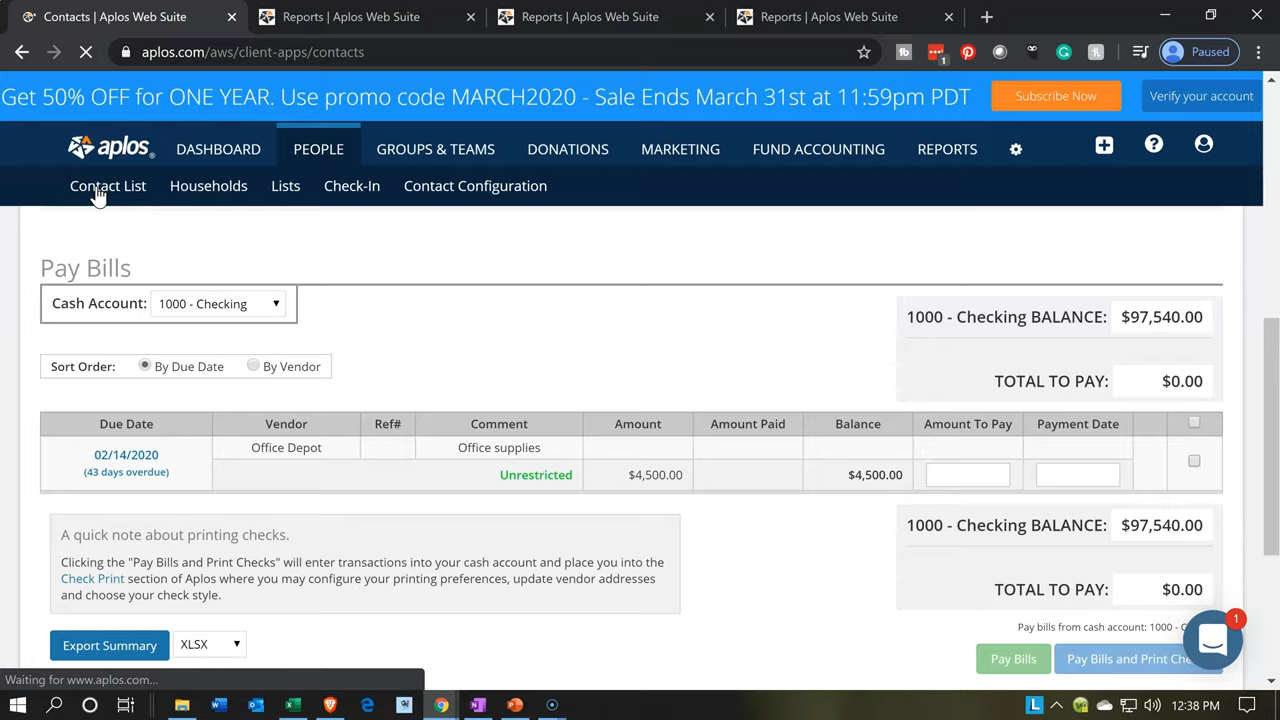 Contacts | Aplos Web Suite
Reports | Aplos Web Suite
Reports | Aplos Web Suite
Reports | Aplos Web Suite
aplos.com/aws/client-apps/contacts
1
Paused
Get 50% OFF for ONE YEAR. Use promo code MARCH2020 - Sale Ends March 31st at 11:59pm PDT
Subscribe Now
Verify your account
aplos
DASHBOARD
PEOPLE
GROUPS & TEAMS
DONATIONS
MARKETING
FUND ACCOUNTING
REPORTS
Contact List
Households
Lists
Check-In
Contact Configuration
Pay Bills
Cash Account: 1000 - Checking
1000 - Checking BALANCE: $97,540.00
Sort Order: By Due Date By Vendor
TOTAL TO PAY: $0.00
Due Date Vendor Ref# Comment Amount Amount Paid Balance Amount To Pay Payment Date
02/14/2020
(43 days overdue)
Office Depot Office supplies
Unrestricted $4,500.00 $4,500.00
1000 - Checking BALANCE: $97,540.00
A quick note about printing checks.
Clicking the "Pay Bills and Print Checks" will enter transactions into your cash account and place you into the
Check Print section of Aplos where you may configure your printing preferences, update vendor addresses
and choose your check style.
TOTAL TO PAY: $0.00
Pay bills from cash account: 1000 - C
1
Export Summary
XLSX
Pay Bills
Pay Bills and Print Che
Waiting for www.aplos.com...
12:38 PM